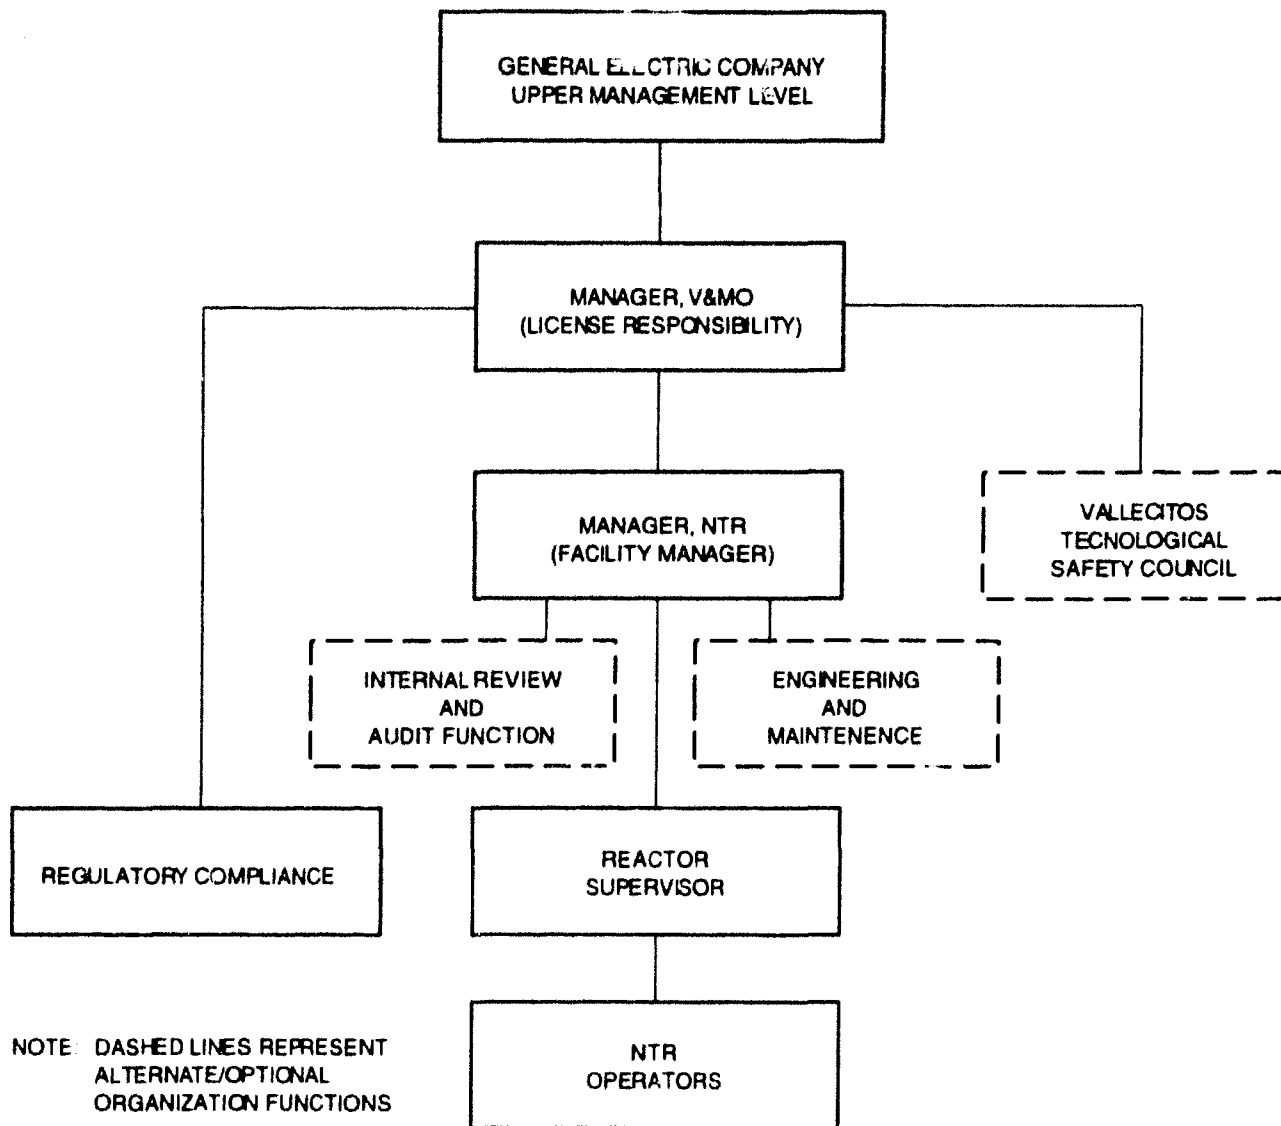 GENERAL ELECTRIC COMPANY
UPPER MANAGEMENT LEVEL
MANAGER, V&MO
(LICENSE RESPONSIBILITY)
MANAGER, NTR
(FACILITY MANAGER)
VALLECITOS
TECNOLOGICAL
SAFETY COUNCIL
INTERNAL REVIEW
AND
AUDIT FUNCTION
ENGINEERING
AND
MAINTENENCE
REGULATORY COMPLIANCE
REACTOR
SUPERVISOR
NTR
OPERATORS
NOTE: DASHED LINES REPRESENT
ALTERNATE/OPTIONAL
ORGANIZATION FUNCTIONS